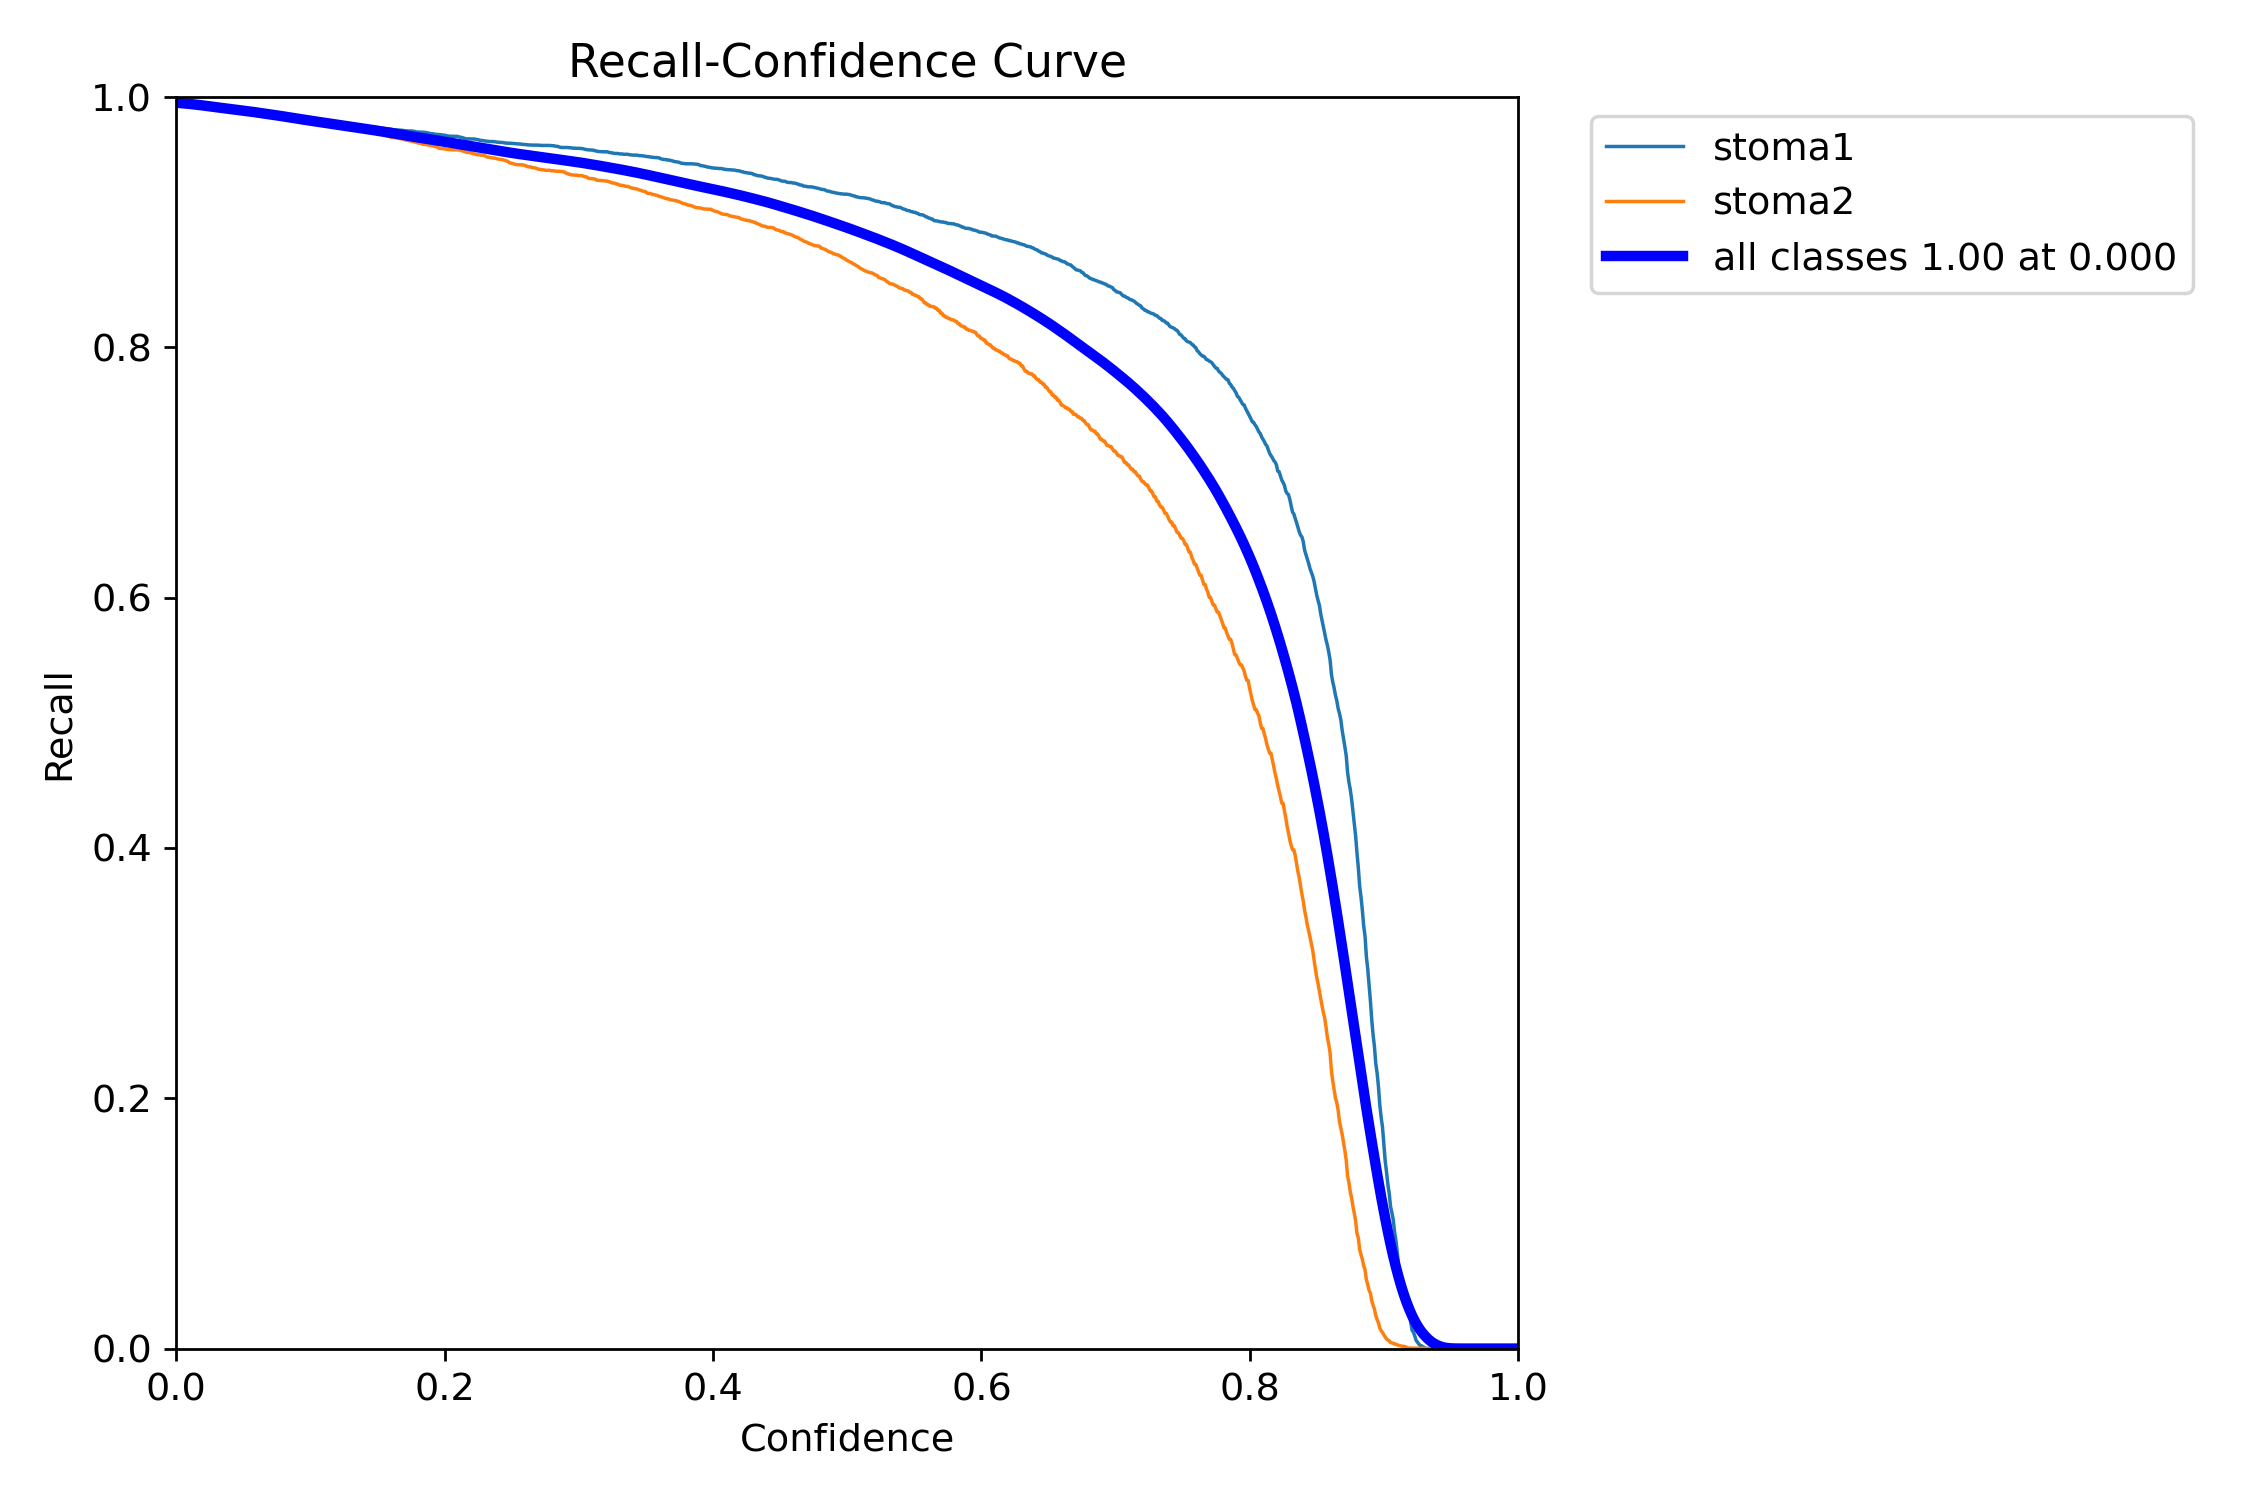 Recall-Confidence Curve
1.0
0.8
0.6
0.4
0.2
0.0
Recall
0.0 0.2 0.4 0.6 0.8 1.0
Confidence
stoma1
stoma2
all classes 1.00 at 0.000